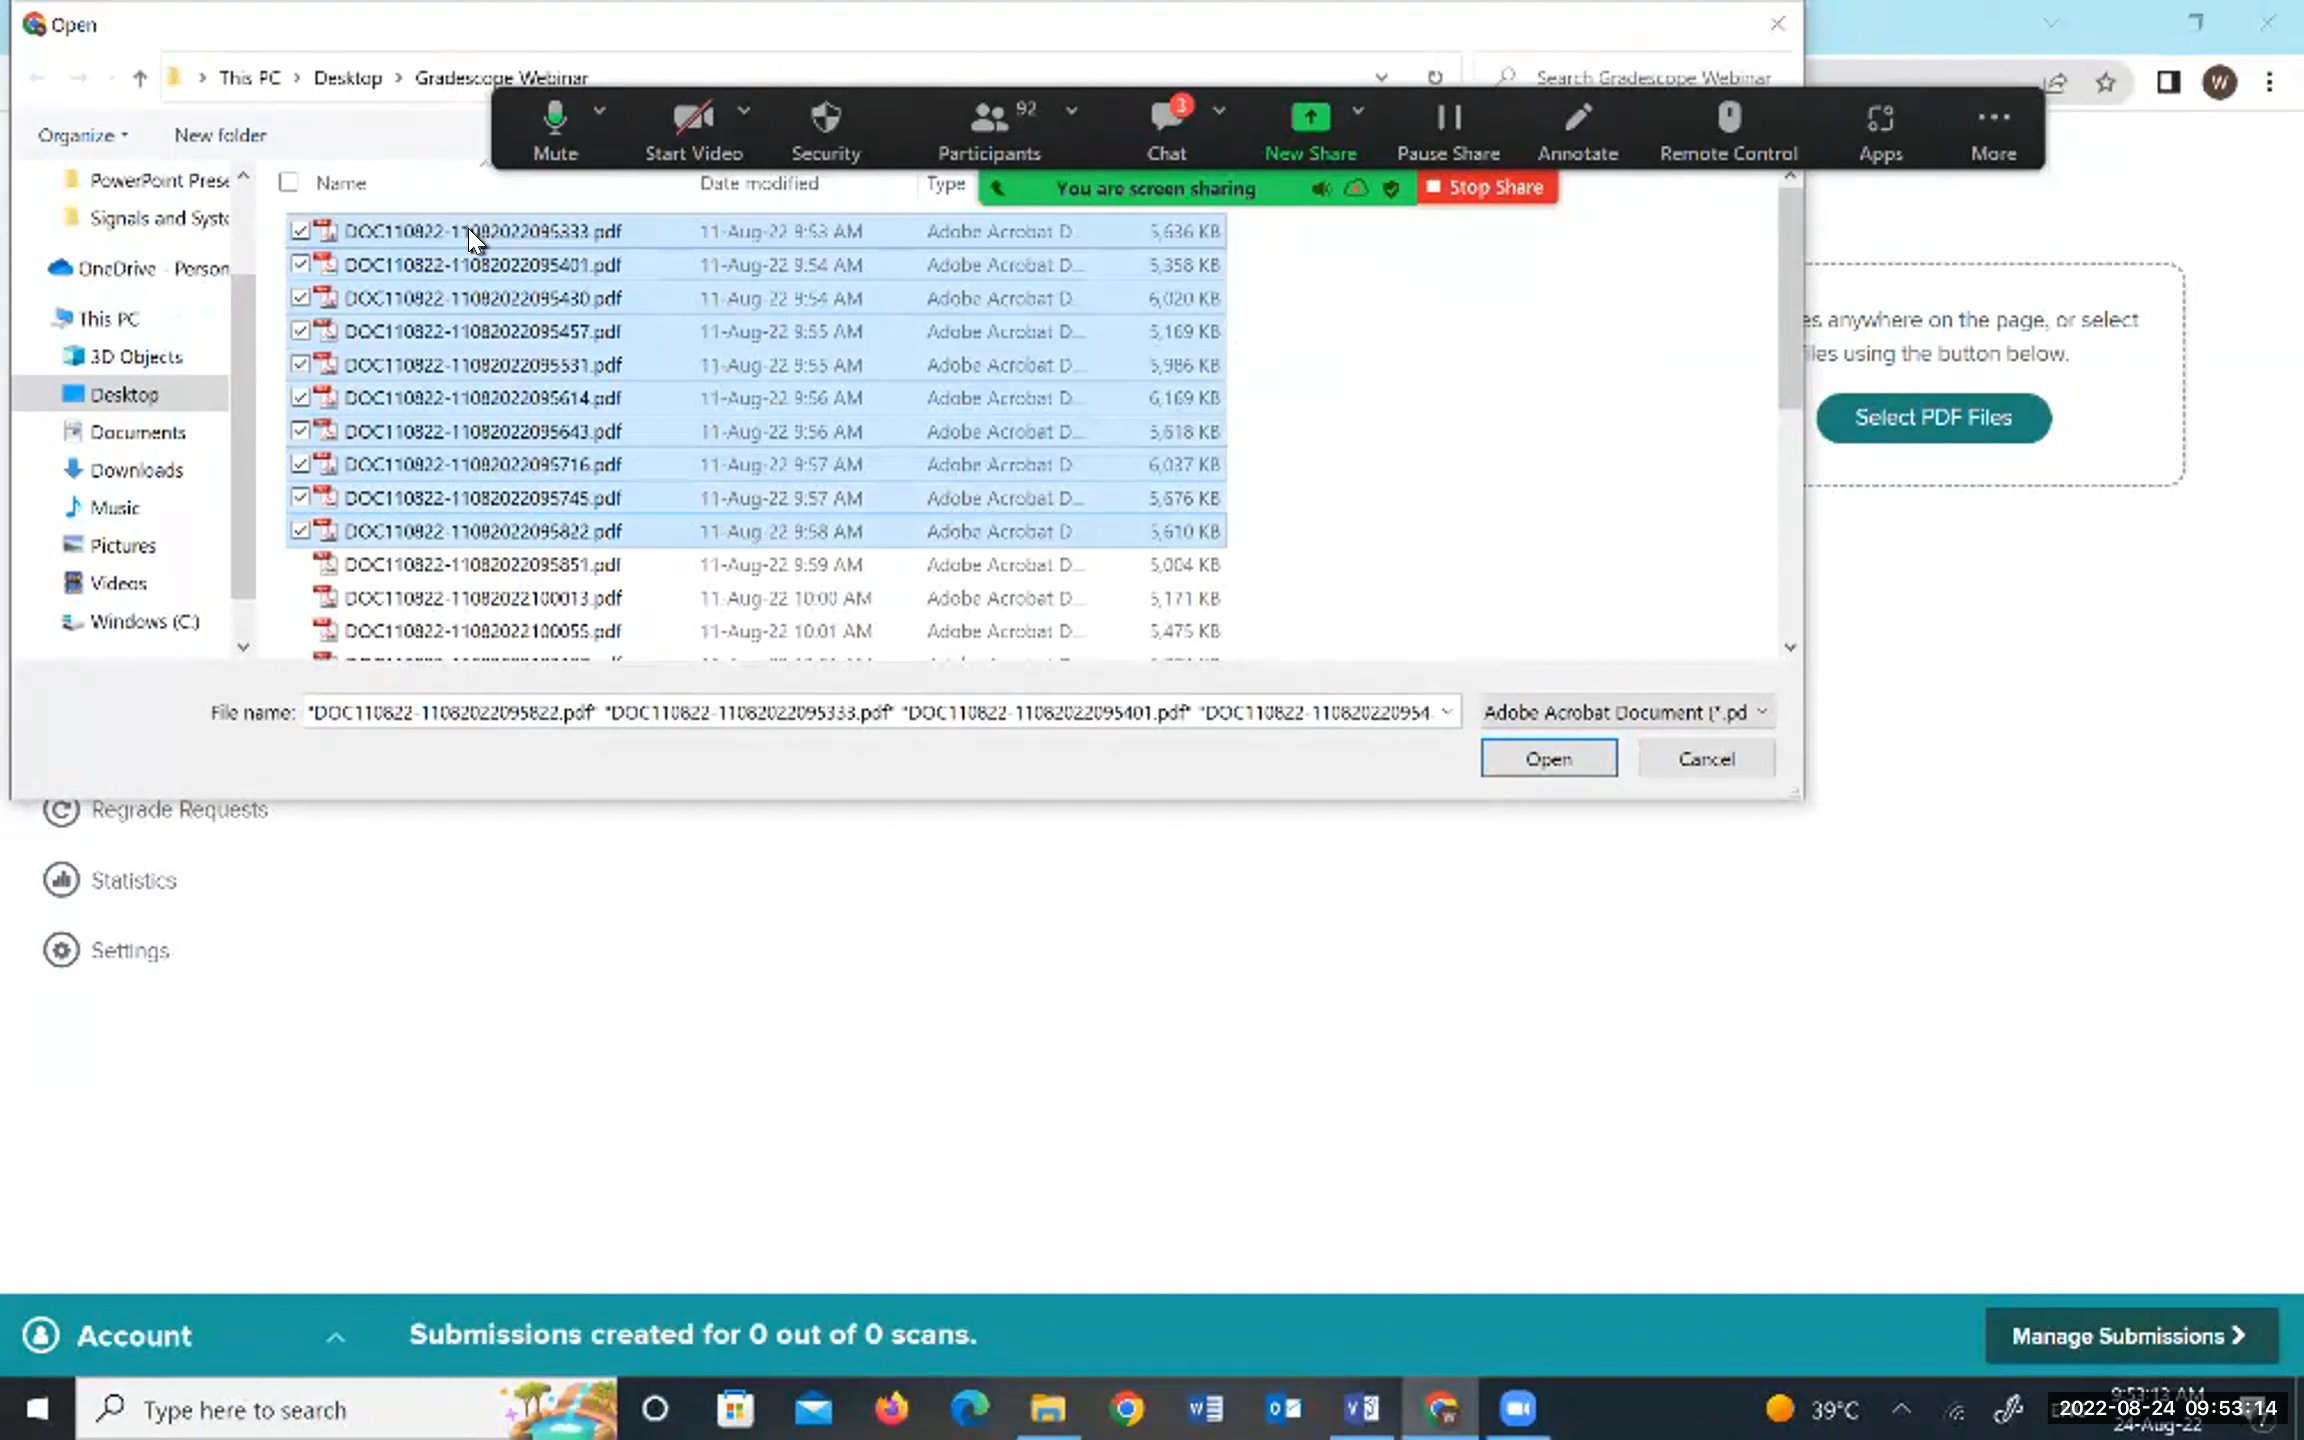 Open
This PC > Desktop > Gradescope Webinar
Search Gradescope Webinar
Organize
New folder
Mute
Start Video
Security
Participants
92
Chat
3
New Share
Pause Share
Annotate
Remote Control
Apps
More
You are screen sharing
Stop Share
Name
Date modified
Type
PowerPoint Prese
Signals and Syste
OneDrive - Person
This PC
3D Objects
Desktop
Documents
Downloads
Music
Pictures
Videos
Windows (C:)
DOC110822-11082022095333.pdf 11-Aug-22 9:53 AM Adobe Acrobat D... 5,636 KB
DOC110822-11082022095401.pdf 11-Aug-22 9:54 AM Adobe Acrobat D... 5,358 KB
DOC110822-11082022095430.pdf 11-Aug-22 9:54 AM Adobe Acrobat D... 6,020 KB
DOC110822-11082022095457.pdf 11-Aug-22 9:55 AM Adobe Acrobat D... 5,169 KB
DOC110822-11082022095531.pdf 11-Aug-22 9:55 AM Adobe Acrobat D... 5,986 KB
DOC110822-11082022095614.pdf 11-Aug-22 9:56 AM Adobe Acrobat D... 6,169 KB
DOC110822-11082022095643.pdf 11-Aug-22 9:56 AM Adobe Acrobat D... 5,618 KB
DOC110822-11082022095716.pdf 11-Aug-22 9:57 AM Adobe Acrobat D... 6,037 KB
DOC110822-11082022095745.pdf 11-Aug-22 9:57 AM Adobe Acrobat D... 5,676 KB
DOC110822-11082022095822.pdf 11-Aug-22 9:58 AM Adobe Acrobat D... 5,610 KB
DOC110822-11082022095851.pdf 11-Aug-22 9:59 AM Adobe Acrobat D... 5,004 KB
DOC110822-11082022100013.pdf 11-Aug-22 10:00 AM Adobe Acrobat D... 5,171 KB
DOC110822-11082022100055.pdf 11-Aug-22 10:01 AM Adobe Acrobat D... 5,475 KB
File name: "DOC110822-11082022095822.pdf" "DOC110822-11082022095333.pdf" "DOC110822-11082022095401.pdf" "DOC110822-110820220954
Adobe Acrobat Document (*.pd
Open
Cancel
es anywhere on the page, or select
iles using the button below.
Select PDF Files
W
Regrade Requests
Statistics
Settings
Account
Submissions created for 0 out of 0 scans.
Manage Submissions
Type here to search
39°C
9:53:13 AM
2022-08-24 09:53:14
24-Aug-22